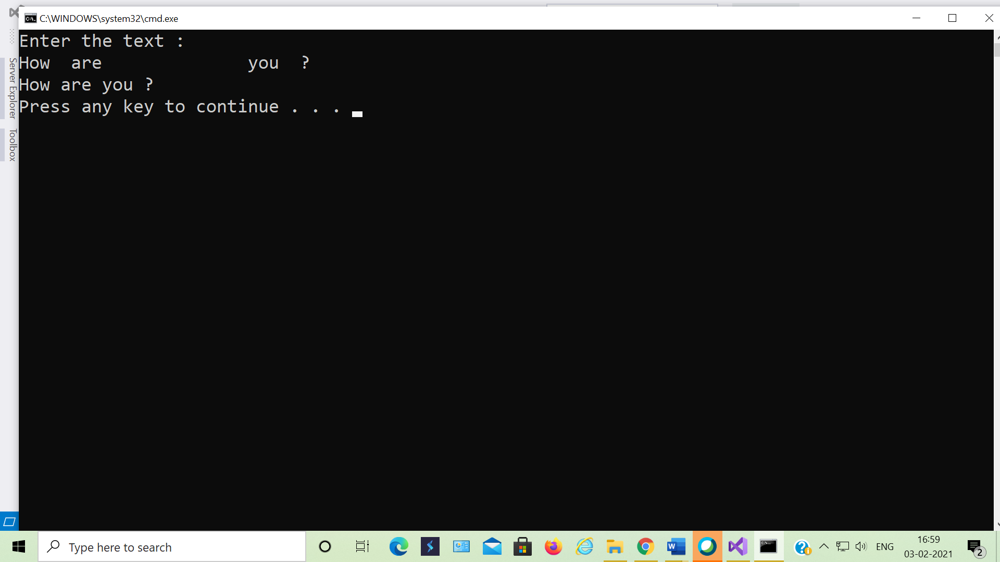 C:\WINDOWS\system32\cmd.exe
Enter the text :
How  are              you  ?
How are you ?
Press any key to continue . . .
Server Explorer
Toolbox
Type here to search
ENG
16:59
03-02-2021
2